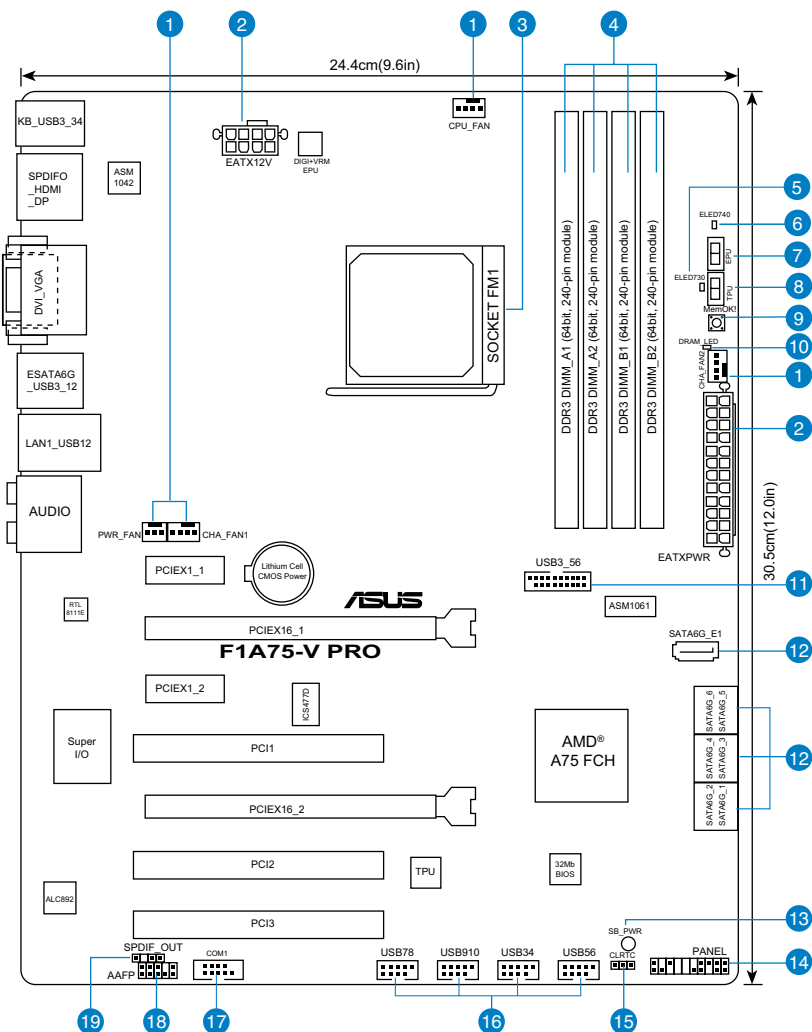 1
2
1
3
4
24.4cm(9.6in)
KB_USB3_34
SPDIFO
_HDMI
_DP
ASM
1042
EATX12V
DIGI+VRM
EPU
CPU_FAN
DVI_VGA
ESATA6G
_USB3_12
LAN1_USB12
AUDIO
SOCKET FM1
DDR3 DIMM_A1 (64bit, 240-pin module)
DDR3 DIMM_A2 (64bit, 240-pin module)
DDR3 DIMM_B1 (64bit, 240-pin module)
DDR3 DIMM_B2 (64bit, 240-pin module)
5
ELED740
6
EPU
7
ELED730
TPU
8
MemOK!
9
DRAM_LED
10
CHA_FAN2
1
2
EATXPWR
30.5cm(12.0in)
1
PWR_FAN
CHA_FAN1
PCIEX1_1
Lithium Cell
CMOS Power
USB3_56
11
ASM1061
RTL
8111E
ASUS
PCIEX16_1
F1A75-V PRO
SATA6G_E1
12
PCIEX1_2
ICS477D
SATA6G_6
SATA6G_5
Super
I/O
PCI1
AMD®
A75 FCH
SATA6G_4
SATA6G_3
12
PCIEX16_2
SATA6G_2
SATA6G_1
PCI2
TPU
32Mb
BIOS
ALC892
PCI3
13
SB_PWR
SPDIF_OUT
AAFP
COM1
USB78
USB910
USB34
USB56
CLRTC
PANEL
14
19
18
17
16
15